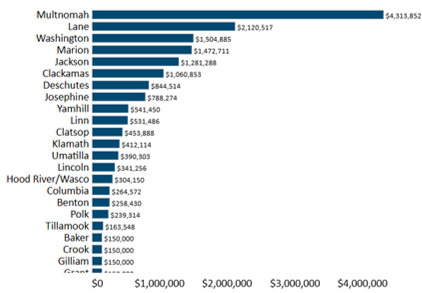 Multnomah $4,313,852
Lane $2,120,517
Washington $1,504,885
Marion $1,472,711
Jackson $1,281,288
Clackamas $1,060,853
Deschutes $844,514
Josephine $788,274
Yamhill $541,450
Linn $531,486
Clatsop $453,888
Klamath $412,114
Umatilla $390,303
Lincoln $341,256
Hood River/Wasco $304,150
Columbia $264,572
Benton $258,430
Polk $239,314
Tillamook $163,548
Baker $150,000
Crook $150,000
Gilliam $150,000
$0 $1,000,000 $2,000,000 $3,000,000 $4,000,000